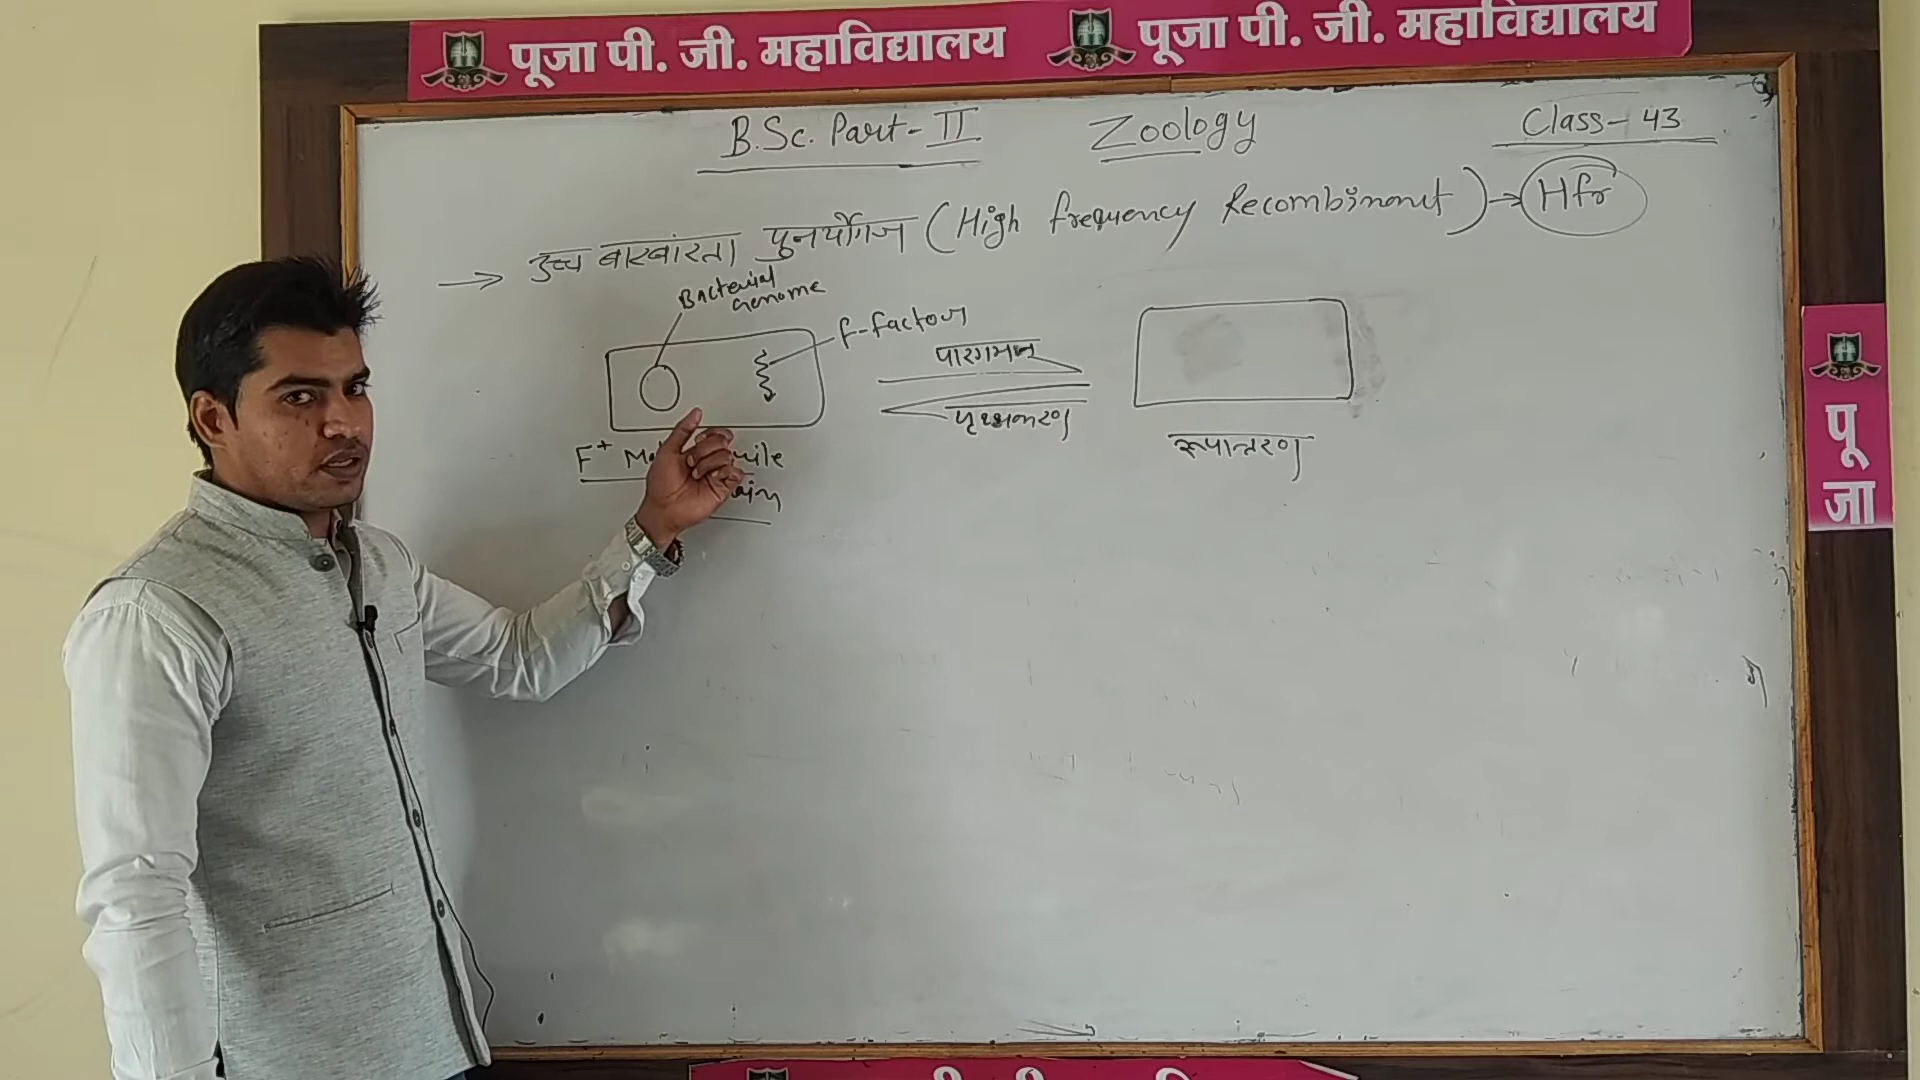 पूजा पी. जी. महाविद्यालय पूजा पी. जी. महाविद्यालय
B.Sc. Part-II Zoology Class-43
→ उच्च बारबांरता पुनर्योगज (High frequency Recombinant) → Hfr
Bacterial
Genome
f-factor
पारगमन
पृथक्करण
F⁺
रूपान्तरण
पू
जा